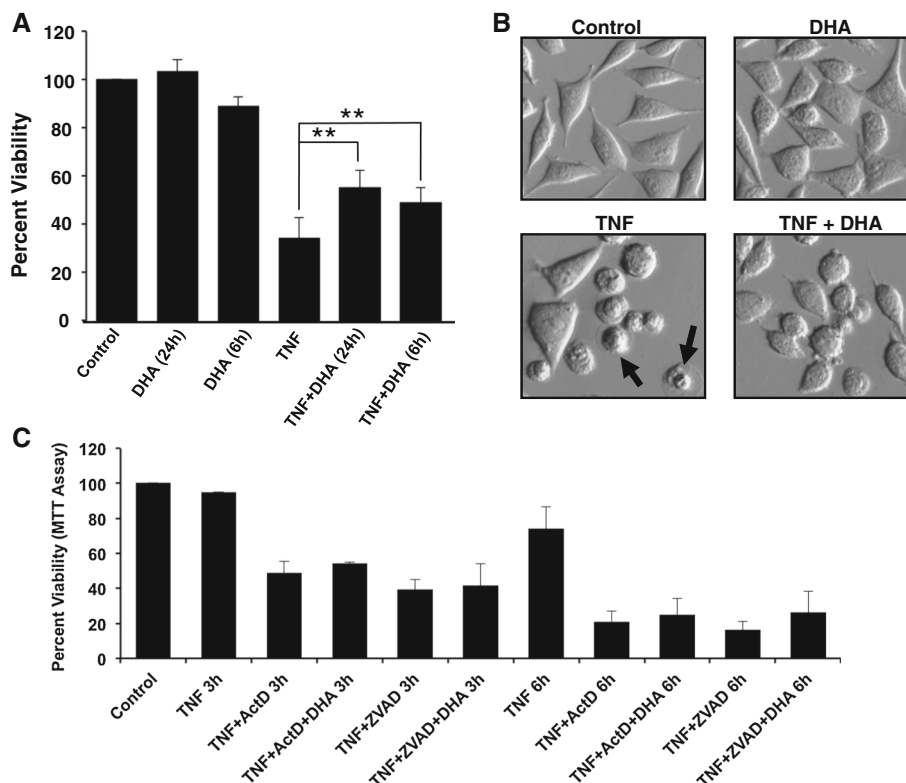 A
Percent Viability
120
100
80
60
40
20
0
**
**
Control
DHA (24h)
DHA (6h)
TNF
TNF+DHA (24h)
TNF+DHA (6h)
B
Control
DHA
TNF
TNF + DHA
C
Percent Viability (MTT Assay)
120
100
80
60
40
20
0
Control
TNF 3h
TNF+ActD 3h
TNF+ActD+DHA 3h
TNF+ZVAD 3h
TNF+ZVAD+DHA 3h
TNF 6h
TNF+ActD 6h
TNF+ActD+DHA 6h
TNF+ZVAD 6h
TNF+ZVAD+DHA 6h